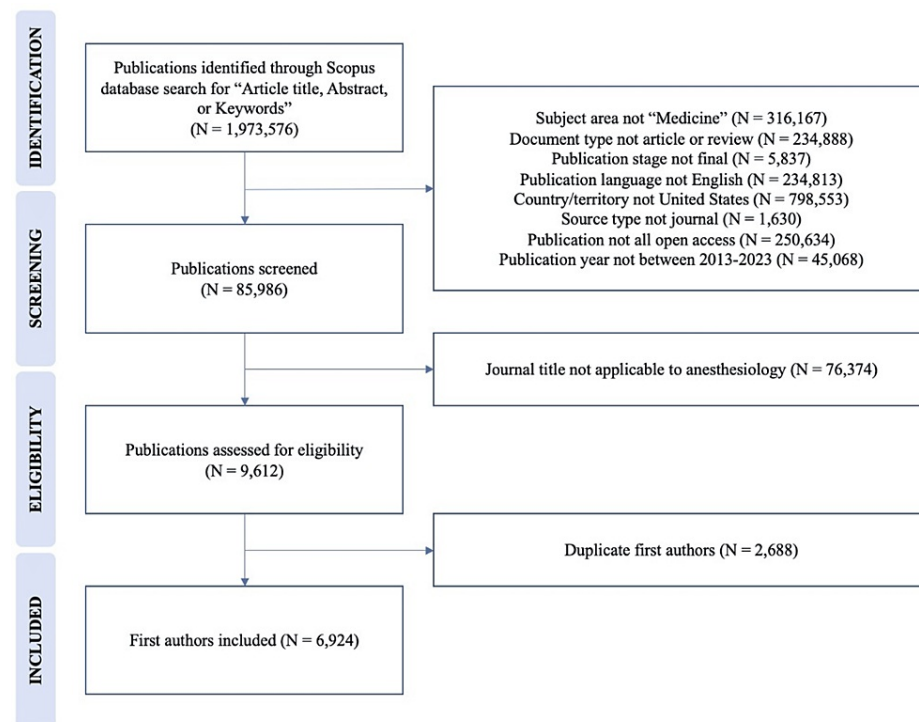 IDENTIFICATION
Publications identified through Scopus
database search for “Article title, Abstract,
or Keywords”
(N = 1,973,576)
Subject area not “Medicine” (N = 316,167)
Document type not article or review (N = 234,888)
Publication stage not final (N = 5,837)
Publication language not English (N = 234,813)
Country/territory not United States (N = 798,553)
Source type not journal (N = 1,630)
Publication not all open access (N = 250,634)
Publication year not between 2013-2023 (N = 45,068)
SCREENING
Publications screened
(N = 85,986)
Journal title not applicable to anesthesiology (N = 76,374)
ELIGIBILITY
Publications assessed for eligibility
(N = 9,612)
Duplicate first authors (N = 2,688)
INCLUDED
First authors included (N = 6,924)